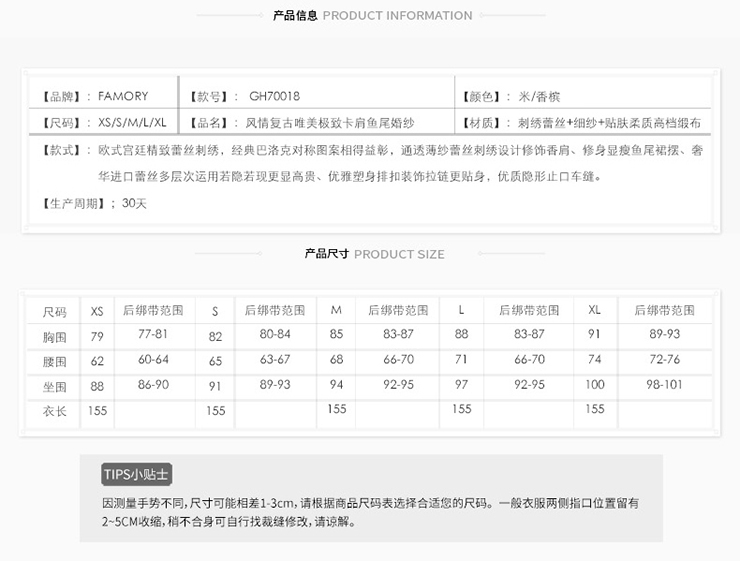 产品信息 PRODUCT INFORMATION
【品牌】： FAMORY 【款号】： GH70018 【颜色】： 米/香槟
【尺码】： XS/S/M/L/XL 【品名】： 风情复古唯美极致卡肩鱼尾婚纱 【材质】： 刺绣蕾丝+细纱+贴肤柔质高档缎布
【款式】： 欧式宫廷精致蕾丝刺绣，经典巴洛克对称图案相得益彰，通透薄纱蕾丝刺绣设计修饰香肩、修身显瘦鱼尾裙摆、奢
华进口蕾丝多层次运用若隐若现更显高贵、优雅塑身排扣装饰拉链更贴身，优质隐形止口车缝。
【生产周期】；30天
产品尺寸 PRODUCT SIZE
尺码 XS 后绑带范围 S 后绑带范围 M 后绑带范围 L 后绑带范围 XL 后绑带范围
胸围 79 77-81 82 80-84 85 83-87 88 83-87 91 89-93
腰围 62 60-64 65 63-67 68 66-70 71 66-70 74 72-76
坐围 88 86-90 91 89-93 94 92-95 97 92-95 100 98-101
衣长 155 155 155 155 155
TIPS小贴士
因测量手势不同，尺寸可能相差1-3cm，请根据商品尺码表选择合适您的尺码。一般衣服两侧指口位置留有
2~5CM收缩，稍不合身可自行找裁缝修改，请谅解。